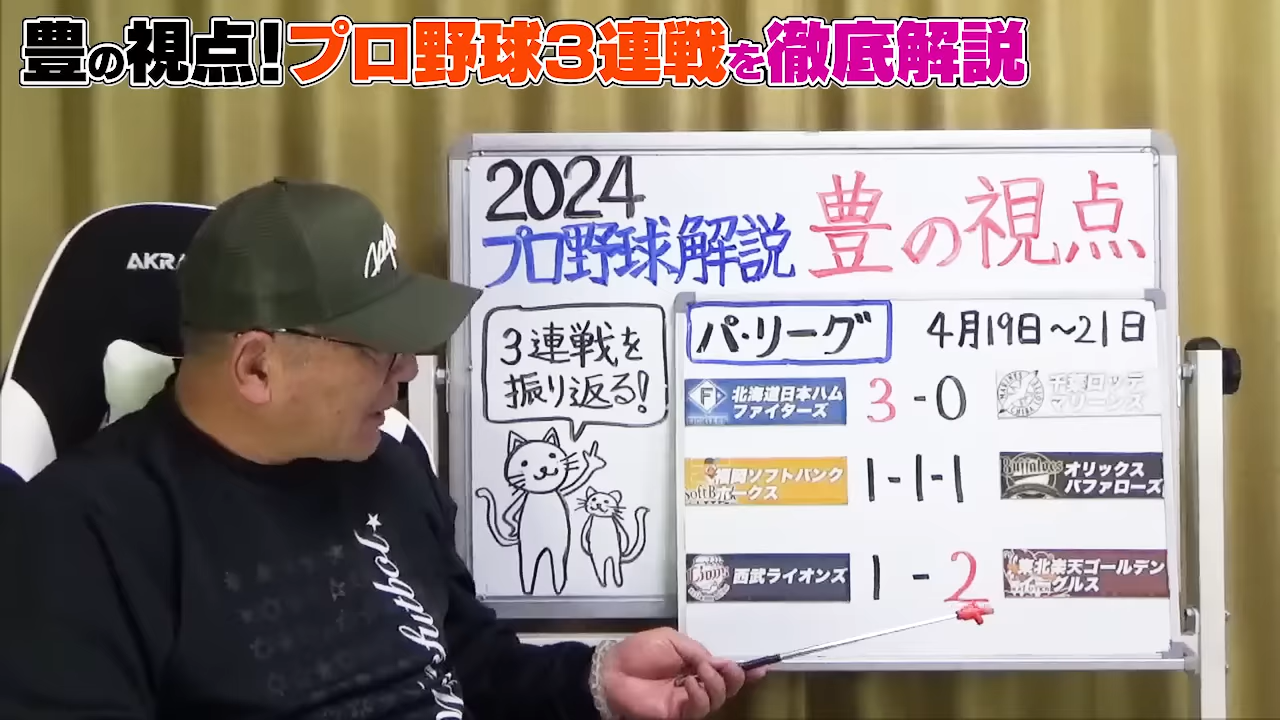 豊の視点!プロ野球3連戦を徹底解説
2024
プロ野球解説 豊の視点
3連戦を
振り返る!
パ・リーグ 4月19日～21日
北海道日本ハム
ファイターズ
3-0
千葉ロッテ
マリーンズ
福岡ソフトバンク
ークス
1-1-1
Buffaloes
オリックス
バファローズ
西武ライオンズ
1-2
東北楽天ゴールデン
イーグルス